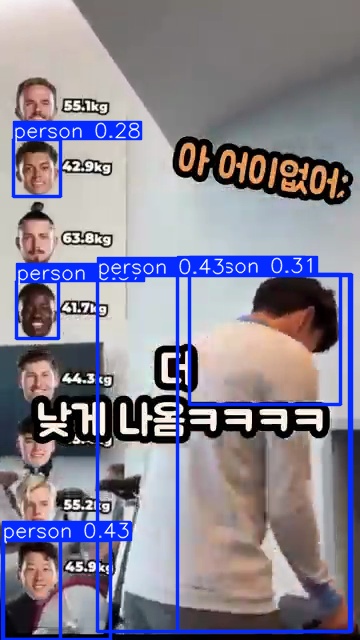 55.1kg
person 0.28
아 어이없어;
42.9kg
63.8kg
person 0.43
son 0.31
person
41.7kg
더
44.3kg
낮게 나옴ㅋㅋㅋㅋ
55.2kg
person 0.43
45.9kg